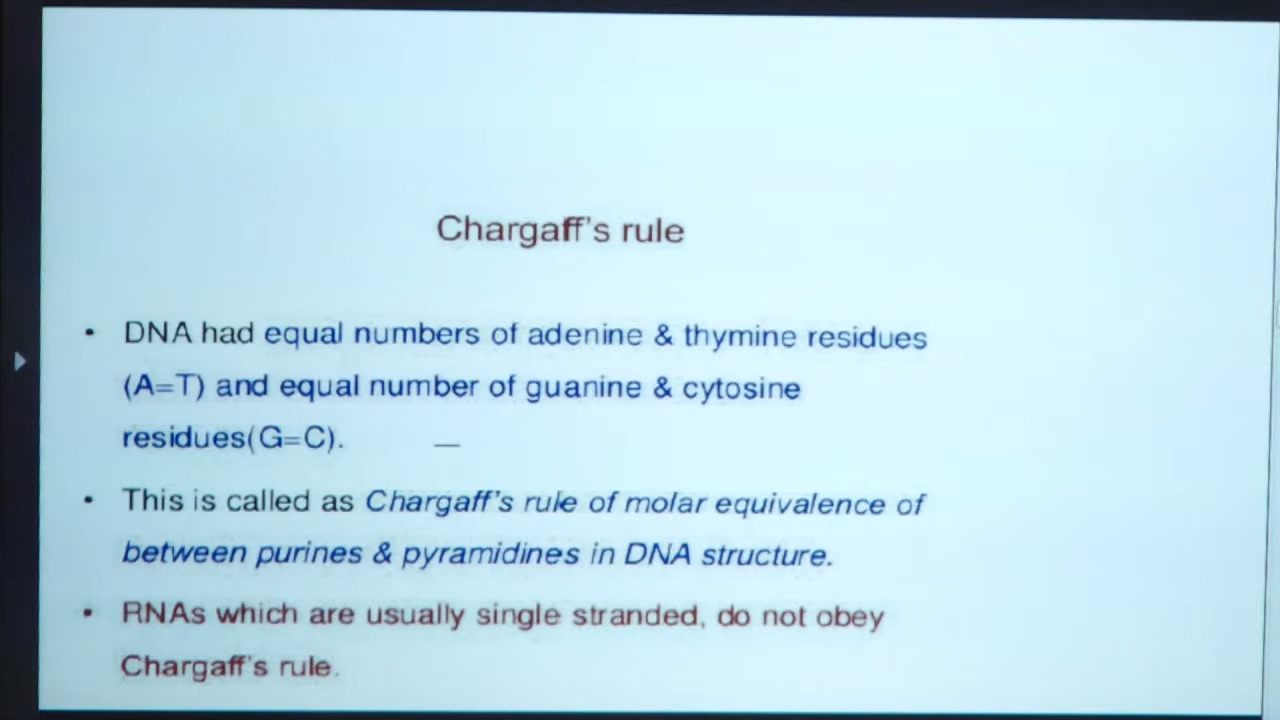 Chargaff's rule
• DNA had equal numbers of adenine & thymine residues
(A=T) and equal number of guanine & cytosine
residues(G=C).
• This is called as Chargaff's rule of molar equivalence of
between purines & pyramidines in DNA structure.
• RNAs which are usually single stranded, do not obey
Chargaff's rule.